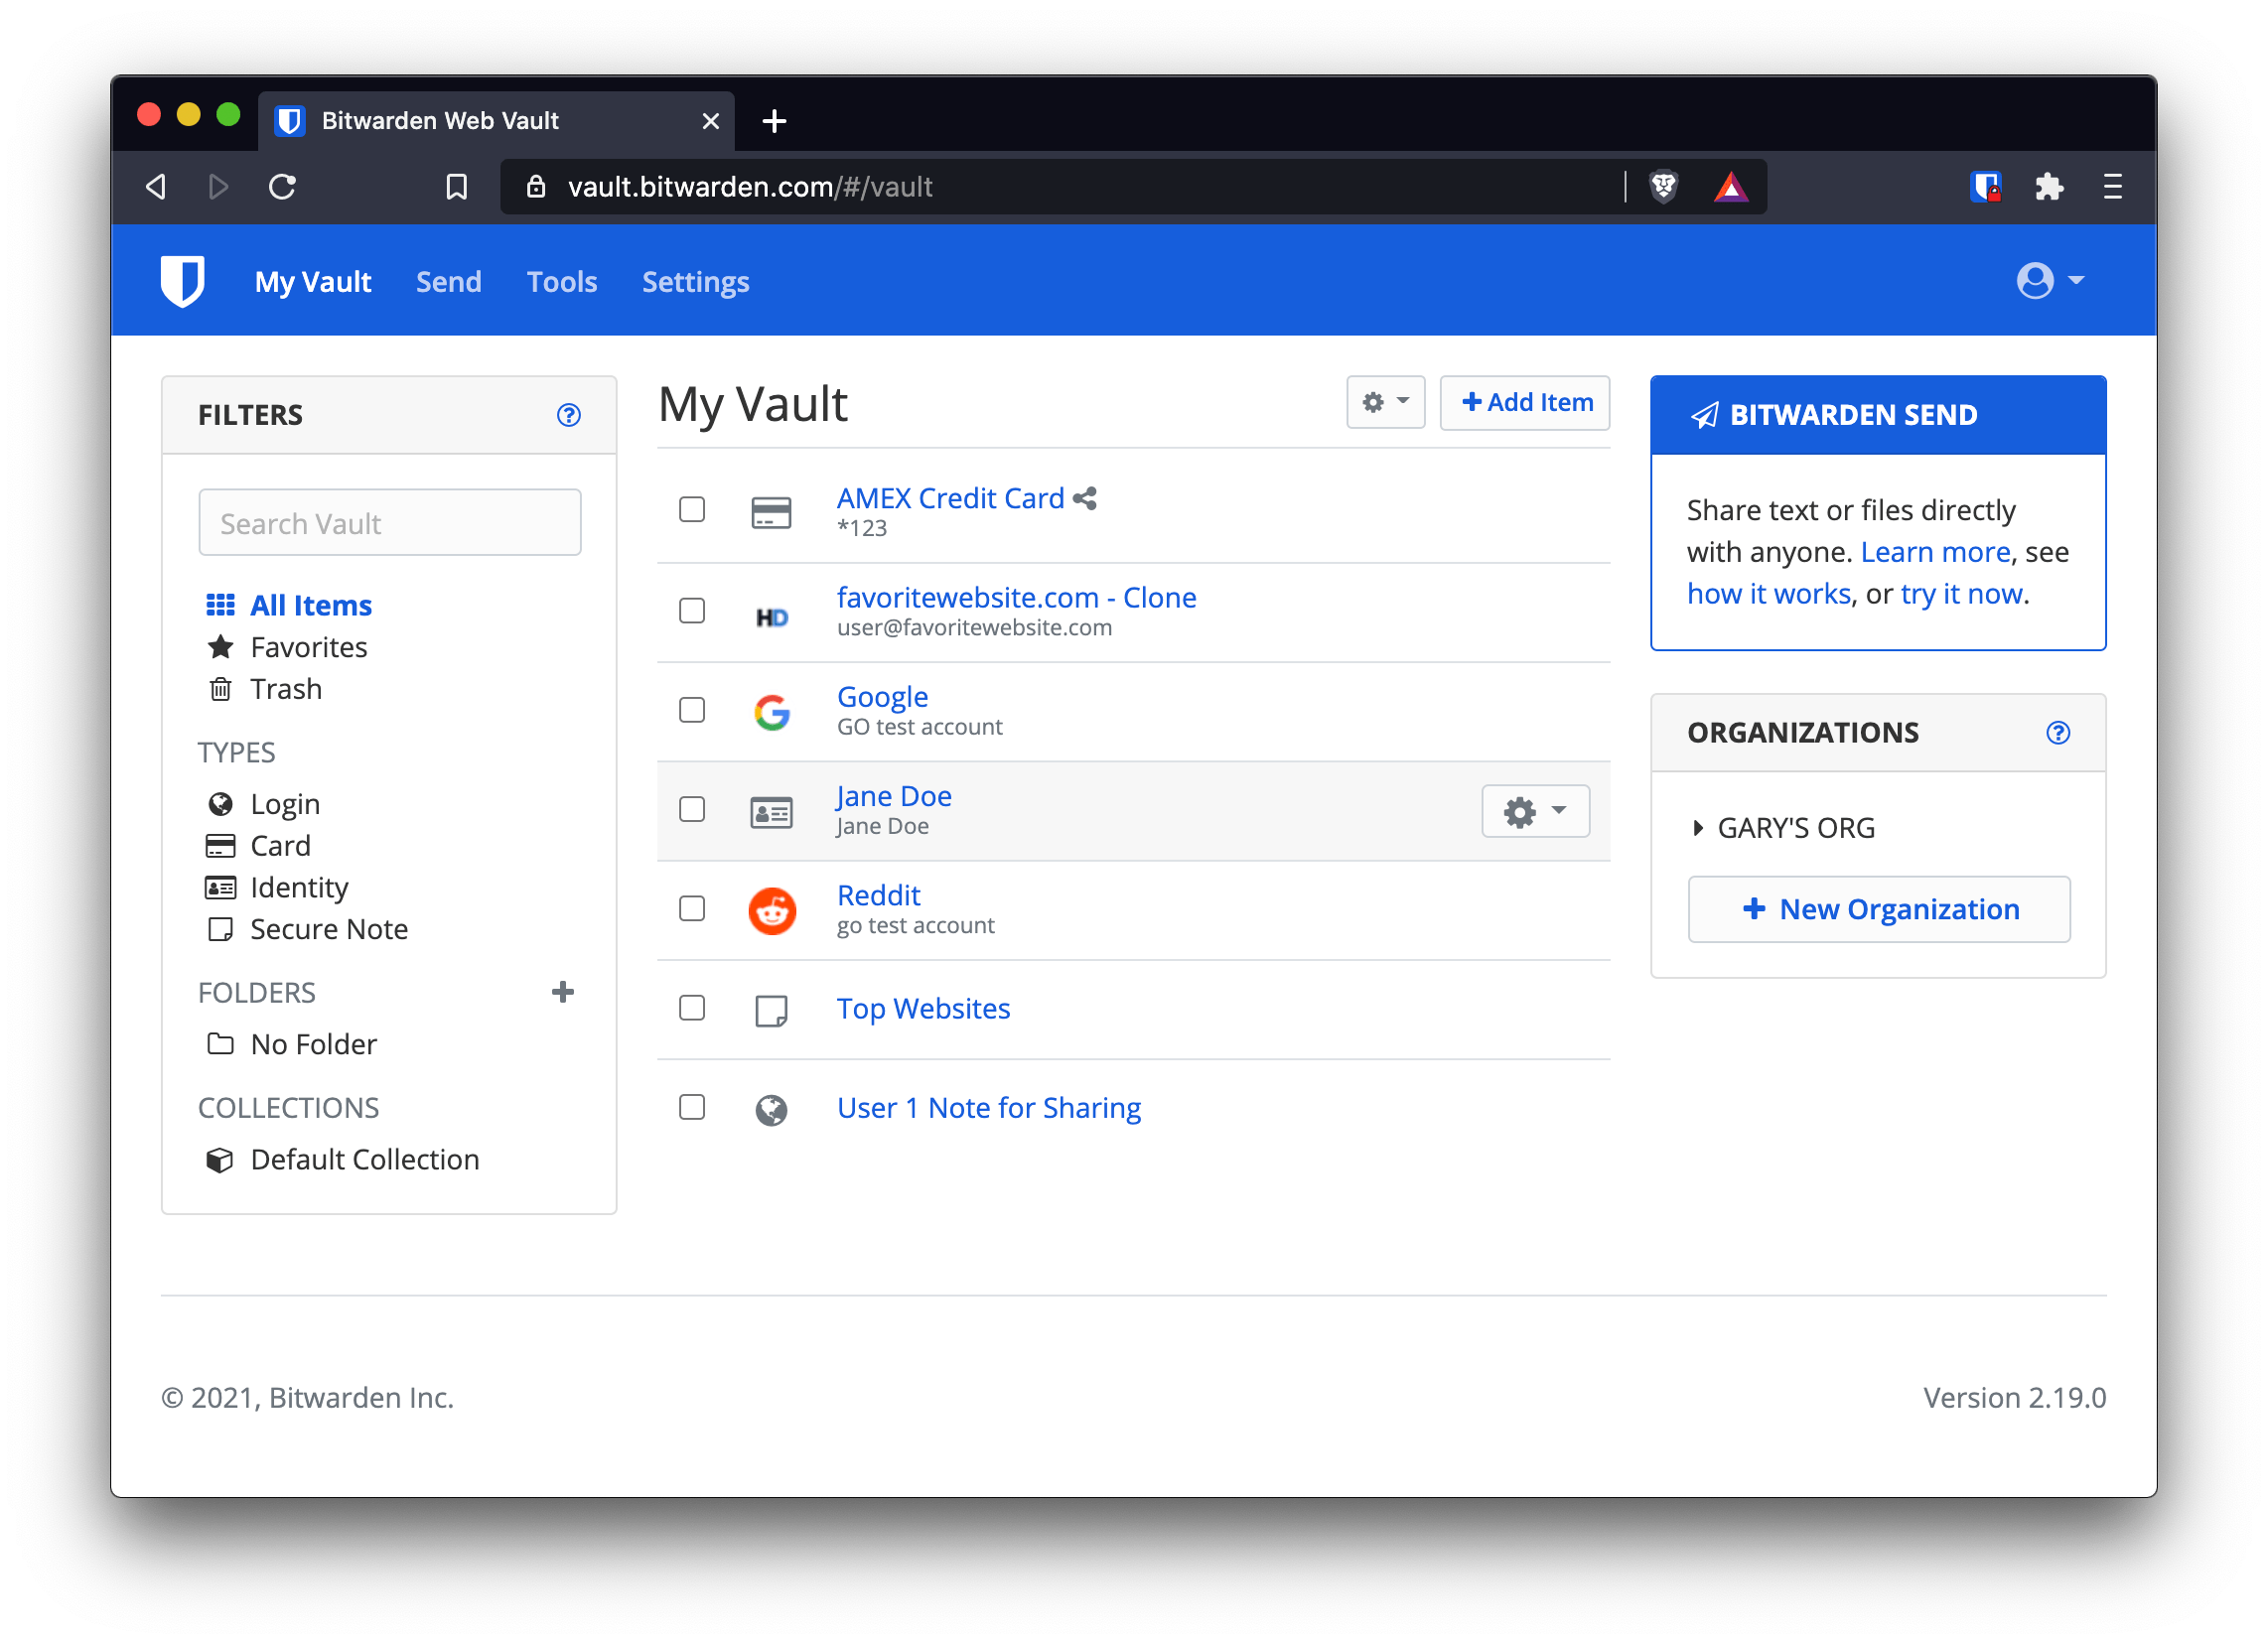 Bitwarden Web Vault
vault.bitwarden.com/#/vault
My Vault Send Tools Settings
FILTERS
Search Vault
All Items
Favorites
Trash
TYPES
Login
Card
Identity
Secure Note
FOLDERS
No Folder
COLLECTIONS
Default Collection
My Vault
Add Item
AMEX Credit Card
*123
favoritewebsite.com - Clone
HD
user@favoritewebsite.com
Google
GO test account
Jane Doe
Jane Doe
Reddit
go test account
Top Websites
User 1 Note for Sharing
BITWARDEN SEND
Share text or files directly
with anyone. Learn more, see
how it works, or try it now.
ORGANIZATIONS
GARY'S ORG
New Organization
© 2021, Bitwarden Inc.
Version 2.19.0